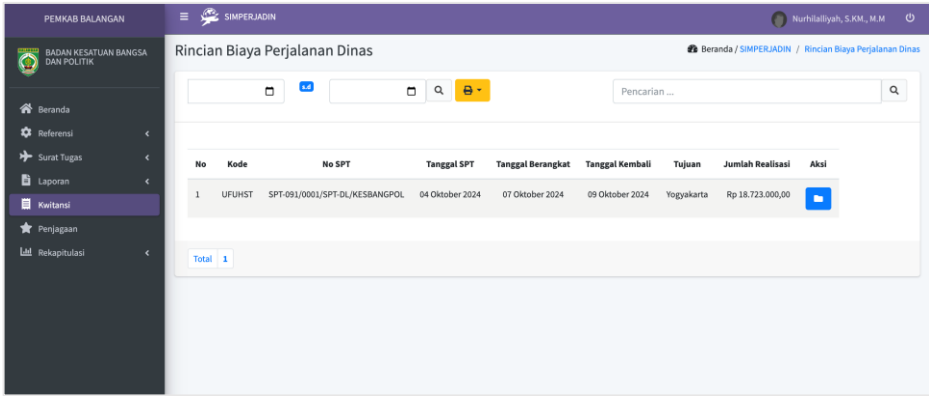 PEMKAB BALANGAN
SIMPERJADIN
Nurhilalliyah, S.KM., M.M
BADAN KESATUAN BANGSA
DAN POLITIK
Beranda
Referensi
Surat Tugas
Laporan
Kwitansi
Penjagaan
Rekapitulasi
Rincian Biaya Perjalanan Dinas
Beranda / SIMPERJADIN / Rincian Biaya Perjalanan Dinas
s.d
Pencarian ...
No Kode No SPT Tanggal SPT Tanggal Berangkat Tanggal Kembali Tujuan Jumlah Realisasi Aksi
1 UFUHST SPT-091/0001/SPT-DL/KESBANGPOL 04 Oktober 2024 07 Oktober 2024 09 Oktober 2024 Yogyakarta Rp 18.723.000,00
Total 1